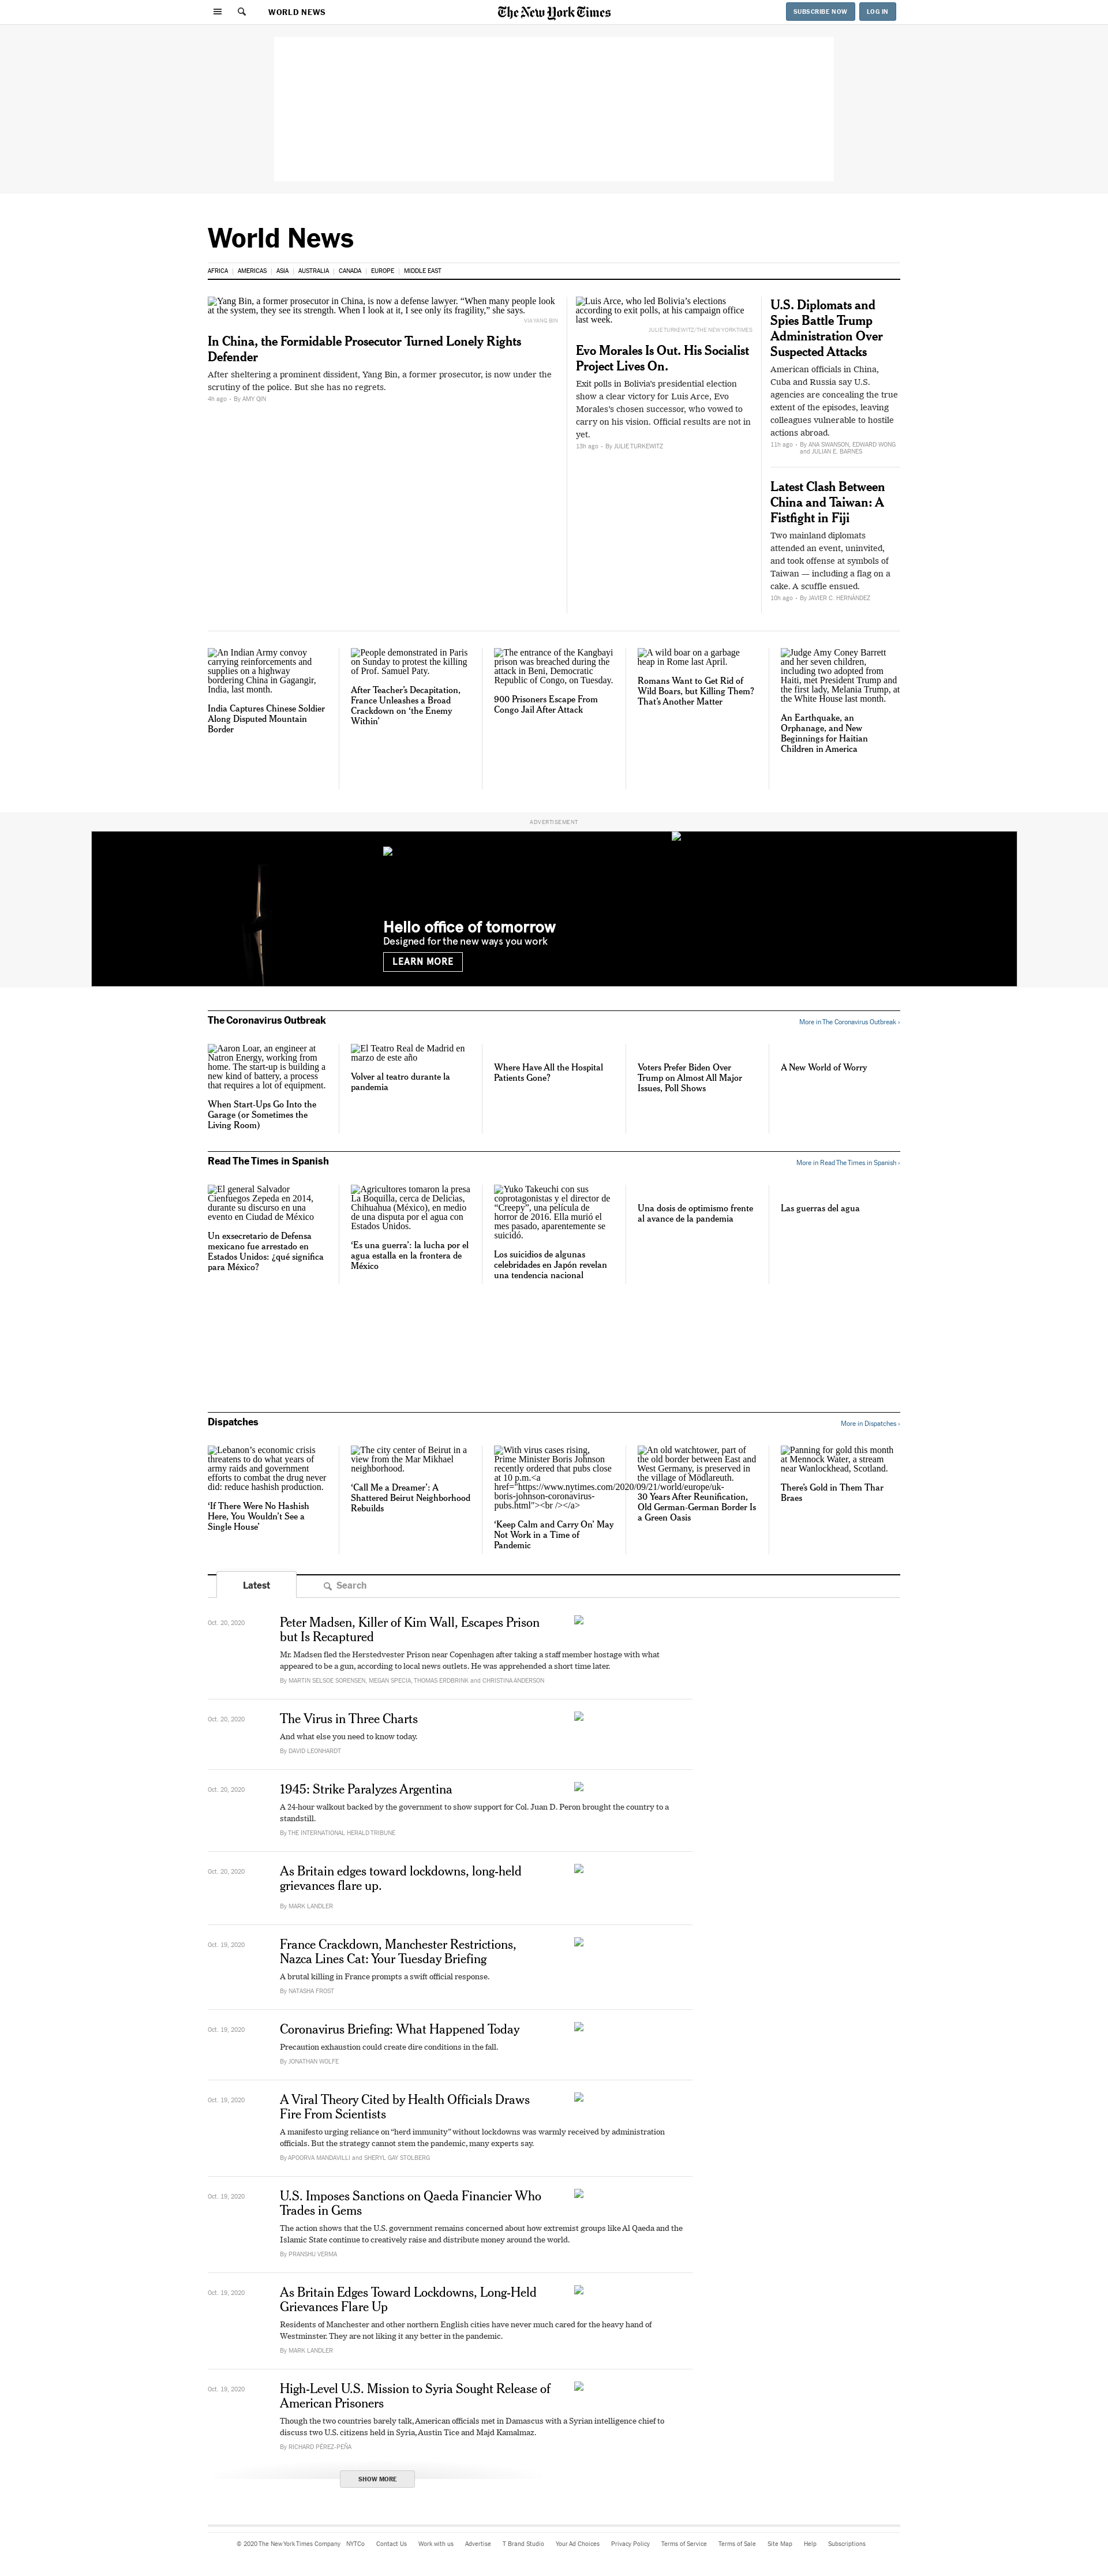 WORLD NEWS
The New York Times
SUBSCRIBE NOW
LOG IN
World News
AFRICA
AMERICAS
ASIA
AUSTRALIA
CANADA
EUROPE
MIDDLE EAST
Yang Bin, a former prosecutor in China, is now a defense lawyer. “When many people look
at the system, they see its strength. When I look at it, I see only its fragility,” she says.
VIA YANG BIN
In China, the Formidable Prosecutor Turned Lonely Rights
Defender
After sheltering a prominent dissident, Yang Bin, a former prosecutor, is now under the
scrutiny of the police. But she has no regrets.
4h ago - By AMY QIN
Luis Arce, who led Bolivia’s elections
according to exit polls, at his campaign office
last week.
JULIE TURKEWITZ/THE NEW YORK TIMES
Evo Morales Is Out. His Socialist
Project Lives On.
Exit polls in Bolivia’s presidential election
show a clear victory for Luis Arce, Evo
Morales’s chosen successor, who vowed to
carry on his vision. Official results are not in
yet.
13h ago - By JULIE TURKEWITZ
U.S. Diplomats and
Spies Battle Trump
Administration Over
Suspected Attacks
American officials in China,
Cuba and Russia say U.S.
agencies are concealing the true
extent of the episodes, leaving
colleagues vulnerable to hostile
actions abroad.
11h ago - By ANA SWANSON, EDWARD WONG
and JULIAN E. BARNES
Latest Clash Between
China and Taiwan: A
Fistfight in Fiji
Two mainland diplomats
attended an event, uninvited,
and took offense at symbols of
Taiwan — including a flag on a
cake. A scuffle ensued.
10h ago - By JAVIER C. HERNÁNDEZ
An Indian Army convoy
carrying reinforcements and
supplies on a highway
bordering China in Gagangir,
India, last month.
India Captures Chinese Soldier
Along Disputed Mountain
Border
People demonstrated in Paris
on Sunday to protest the killing
of Prof. Samuel Paty.
After Teacher’s Decapitation,
France Unleashes a Broad
Crackdown on ‘the Enemy
Within’
The entrance of the Kangbayi
prison was breached during the
attack in Beni, Democratic
Republic of Congo, on Tuesday.
900 Prisoners Escape From
Congo Jail After Attack
A wild boar on a garbage
heap in Rome last April.
Romans Want to Get Rid of
Wild Boars, but Killing Them?
That’s Another Matter
Judge Amy Coney Barrett
and her seven children,
including two adopted from
Haiti, met President Trump and
the first lady, Melania Trump, at
the White House last month.
An Earthquake, an
Orphanage, and New
Beginnings for Haitian
Children in America
ADVERTISEMENT
Hello office of tomorrow
Designed for the new ways you work
LEARN MORE
The Coronavirus Outbreak
More in The Coronavirus Outbreak ›
Aaron Loar, an engineer at
Natron Energy, working from
home. The start-up is building a
new kind of battery, a process
that requires a lot of equipment.
When Start-Ups Go Into the
Garage (or Sometimes the
Living Room)
El Teatro Real de Madrid en
marzo de este año
Volver al teatro durante la
pandemia
Where Have All the Hospital
Patients Gone?
Voters Prefer Biden Over
Trump on Almost All Major
Issues, Poll Shows
A New World of Worry
Read The Times in Spanish
More in Read The Times in Spanish ›
El general Salvador
Cienfuegos Zepeda en 2014,
durante su discurso en una
evento en Ciudad de México
Un exsecretario de Defensa
mexicano fue arrestado en
Estados Unidos: ¿qué significa
para México?
Agricultores tomaron la presa
La Boquilla, cerca de Delicias,
Chihuahua (México), en medio
de una disputa por el agua con
Estados Unidos.
‘Es una guerra’: la lucha por el
agua estalla en la frontera de
México
Yuko Takeuchi con sus
coprotagonistas y el director de
“Creepy”, una película de
horror de 2016. Ella murió el
mes pasado, aparentemente se
suicidó.
Los suicidios de algunas
celebridades en Japón revelan
una tendencia nacional
Una dosis de optimismo frente
al avance de la pandemia
Las guerras del agua
Dispatches
More in Dispatches ›
Lebanon’s economic crisis
threatens to do what years of
army raids and government
efforts to combat the drug never
did: reduce hashish production.
‘If There Were No Hashish
Here, You Wouldn’t See a
Single House’
The city center of Beirut in a
view from the Mar Mikhael
neighborhood.
‘Call Me a Dreamer’: A
Shattered Beirut Neighborhood
Rebuilds
With virus cases rising,
Prime Minister Boris Johnson
recently ordered that pubs close
at 10 p.m.<a
href="https://www.nytimes.com/2020/09/21/world/europe/uk-
boris-johnson-coronavirus-
pubs.html"><br /></a>
‘Keep Calm and Carry On’ May
Not Work in a Time of
Pandemic
An old watchtower, part of
the old border between East and
West Germany, is preserved in
the village of Mödlareuth.
30 Years After Reunification,
Old German-German Border Is
a Green Oasis
Panning for gold this month
at Mennock Water, a stream
near Wanlockhead, Scotland.
There’s Gold in Them Thar
Braes
Latest
Search
Oct. 20, 2020
Peter Madsen, Killer of Kim Wall, Escapes Prison
but Is Recaptured
Mr. Madsen fled the Herstedvester Prison near Copenhagen after taking a staff member hostage with what
appeared to be a gun, according to local news outlets. He was apprehended a short time later.
By MARTIN SELSOE SORENSEN, MEGAN SPECIA, THOMAS ERDBRINK and CHRISTINA ANDERSON
Oct. 20, 2020
The Virus in Three Charts
And what else you need to know today.
By DAVID LEONHARDT
Oct. 20, 2020
1945: Strike Paralyzes Argentina
A 24-hour walkout backed by the government to show support for Col. Juan D. Peron brought the country to a
standstill.
By THE INTERNATIONAL HERALD TRIBUNE
Oct. 20, 2020
As Britain edges toward lockdowns, long-held
grievances flare up.
By MARK LANDLER
Oct. 19, 2020
France Crackdown, Manchester Restrictions,
Nazca Lines Cat: Your Tuesday Briefing
A brutal killing in France prompts a swift official response.
By NATASHA FROST
Oct. 19, 2020
Coronavirus Briefing: What Happened Today
Precaution exhaustion could create dire conditions in the fall.
By JONATHAN WOLFE
Oct. 19, 2020
A Viral Theory Cited by Health Officials Draws
Fire From Scientists
A manifesto urging reliance on “herd immunity” without lockdowns was warmly received by administration
officials. But the strategy cannot stem the pandemic, many experts say.
By APOORVA MANDAVILLI and SHERYL GAY STOLBERG
Oct. 19, 2020
U.S. Imposes Sanctions on Qaeda Financier Who
Trades in Gems
The action shows that the U.S. government remains concerned about how extremist groups like Al Qaeda and the
Islamic State continue to creatively raise and distribute money around the world.
By PRANSHU VERMA
Oct. 19, 2020
As Britain Edges Toward Lockdowns, Long-Held
Grievances Flare Up
Residents of Manchester and other northern English cities have never much cared for the heavy hand of
Westminster. They are not liking it any better in the pandemic.
By MARK LANDLER
Oct. 19, 2020
High-Level U.S. Mission to Syria Sought Release of
American Prisoners
Though the two countries barely talk, American officials met in Damascus with a Syrian intelligence chief to
discuss two U.S. citizens held in Syria, Austin Tice and Majd Kamalmaz.
By RICHARD PÉREZ-PEÑA
SHOW MORE
© 2020 The New York Times Company
NYTCo
Contact Us
Work with us
Advertise
T Brand Studio
Your Ad Choices
Privacy Policy
Terms of Service
Terms of Sale
Site Map
Help
Subscriptions